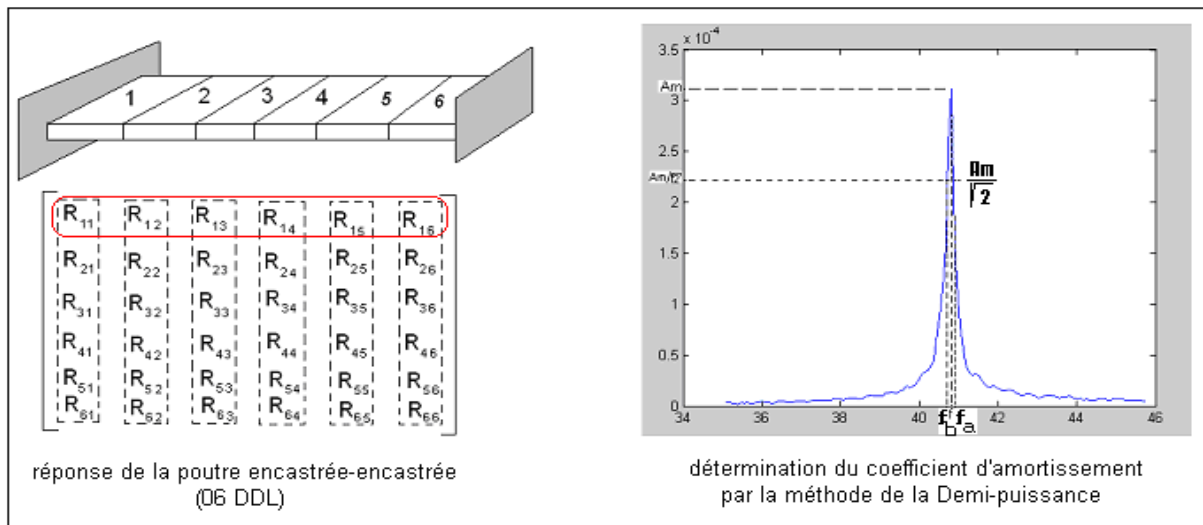 1 2 3 4 5 6
R11 R12 R13 R14 R15 R16
R21 R22 R23 R24 R25 R26
R31 R32 R33 R34 R35 R36
R41 R42 R43 R44 R45 R46
R51 R52 R53 R54 R55 R56
R61 R62 R63 R64 R65 R66
réponse de la poutre encastrée-encastrée
(06 DDL)
x 10^-4
3.5
Am
3
2.5
Am/√2
Am/√2
2
1.5
1
0.5
0
34 36 38 40 42 44 46
fb fa
détermination du coefficient d'amortissement
par la méthode de la Demi-puissance